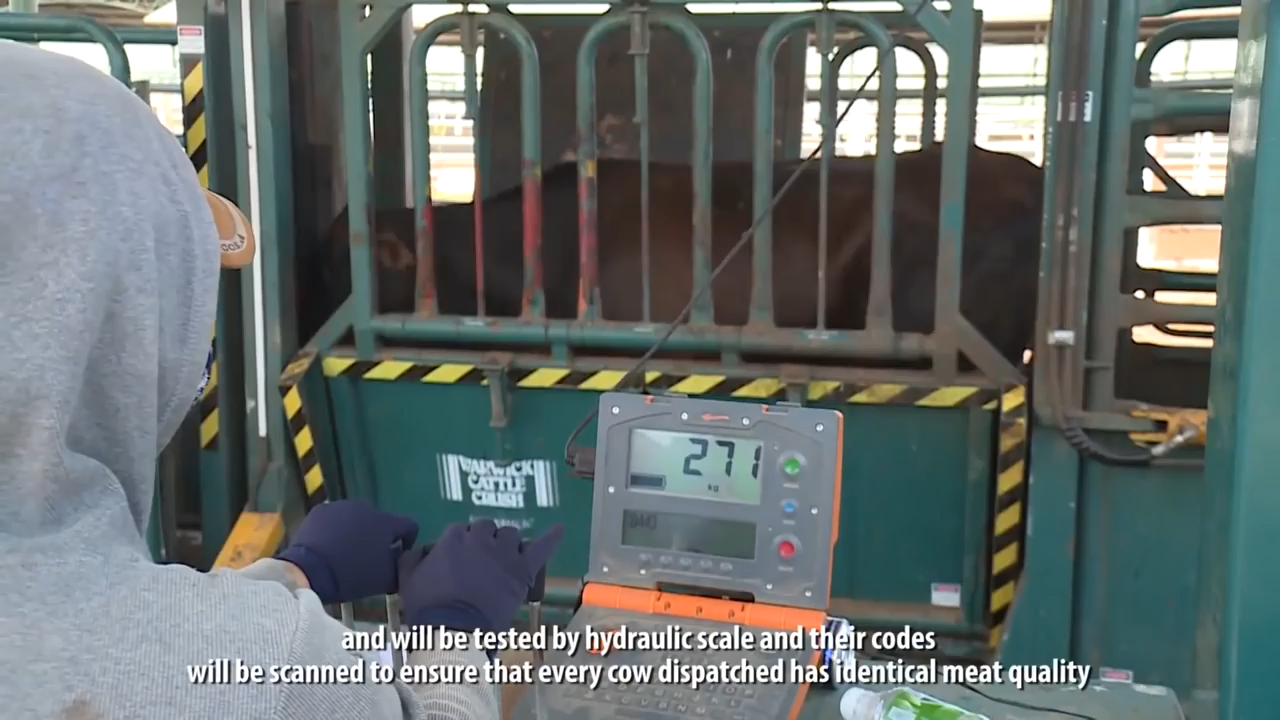 271
kg
WARWICK
CATTLE
CRUSH
and will be tested by hydraulic scale and their codes
will be scanned to ensure that every cow dispatched has identical meat quality